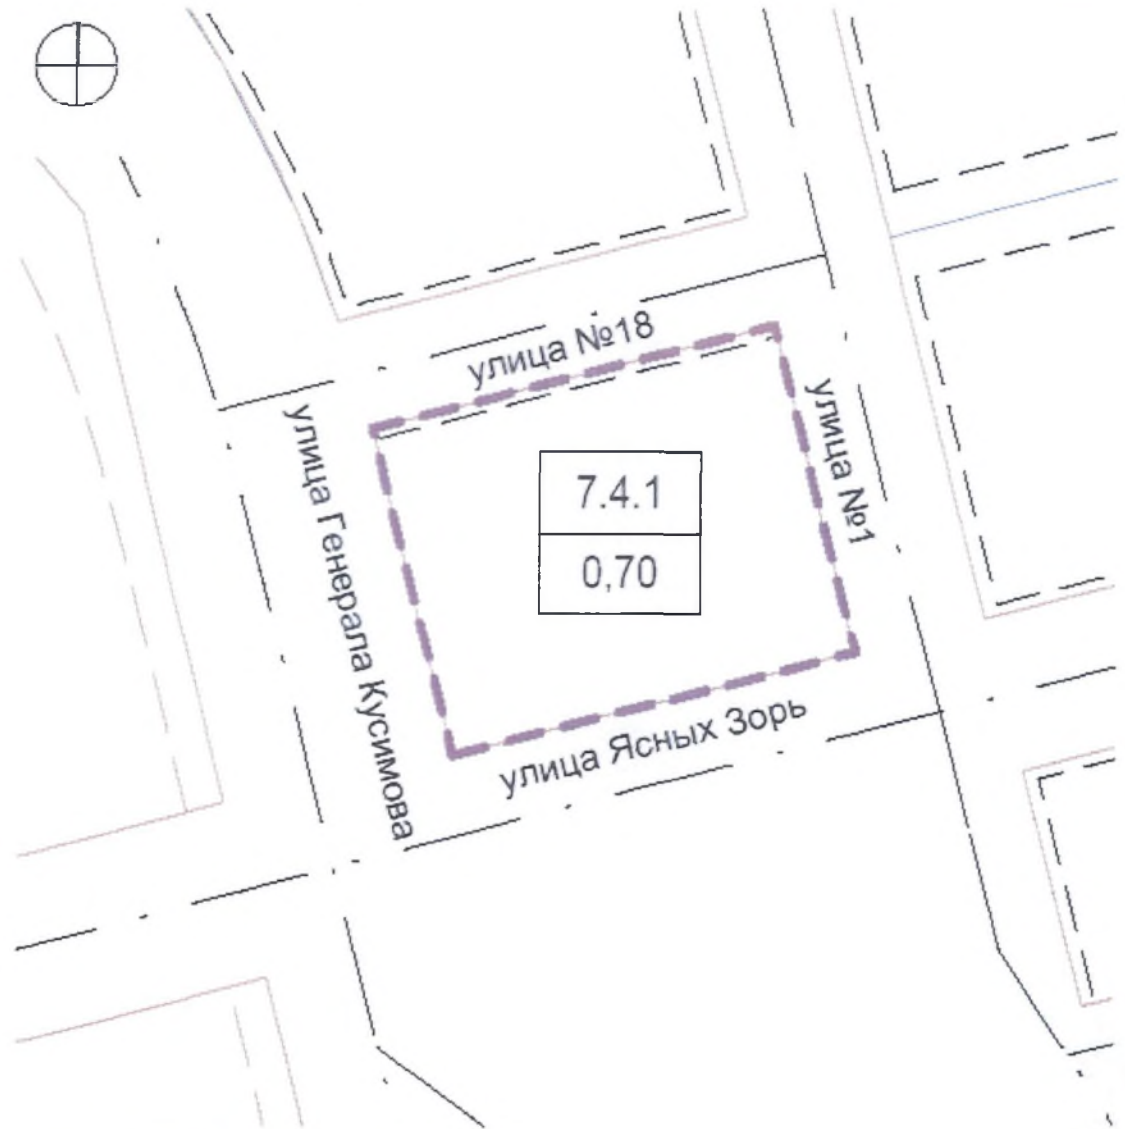 улица №18
улица №1
улица Генерала Кусимова
7.4.1
0,70
улица Ясных Зорь